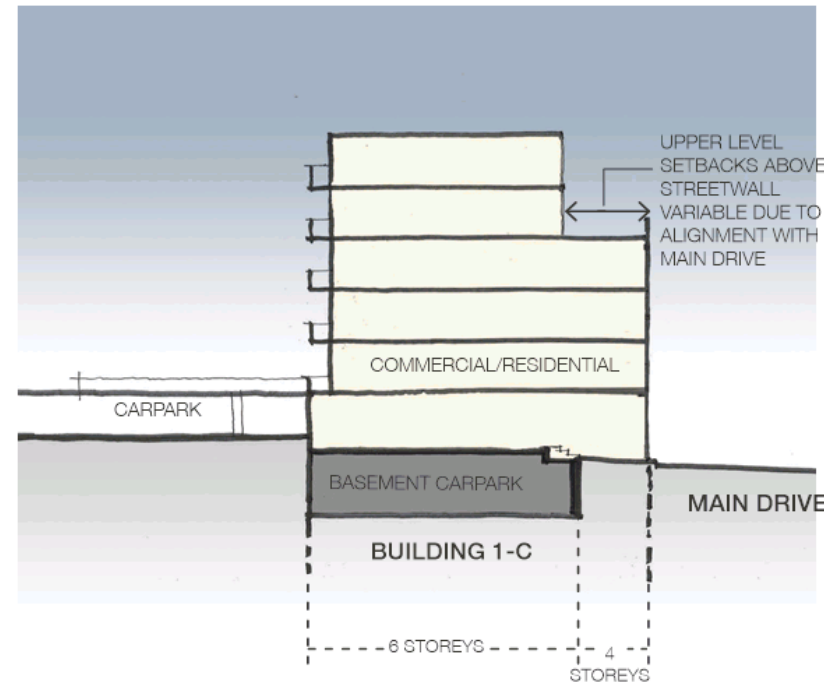 UPPER LEVEL
SETBACKS ABOVE
STREETWALL
VARIABLE DUE TO
ALIGNMENT WITH
MAIN DRIVE
COMMERCIAL/RESIDENTIAL
CARPARK
BASEMENT CARPARK
MAIN DRIVE
BUILDING 1-C
6 STOREYS
4
STOREYS